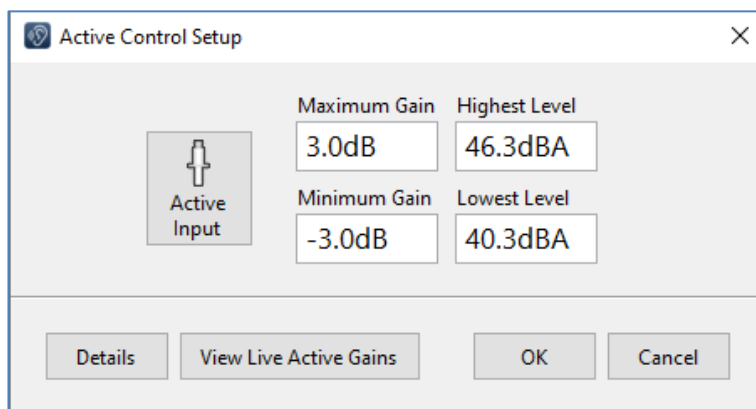 Active Control Setup
Maximum Gain Highest Level
3.0dB 46.3dBA
Active
Input
Minimum Gain Lowest Level
-3.0dB 40.3dBA
Details View Live Active Gains OK Cancel